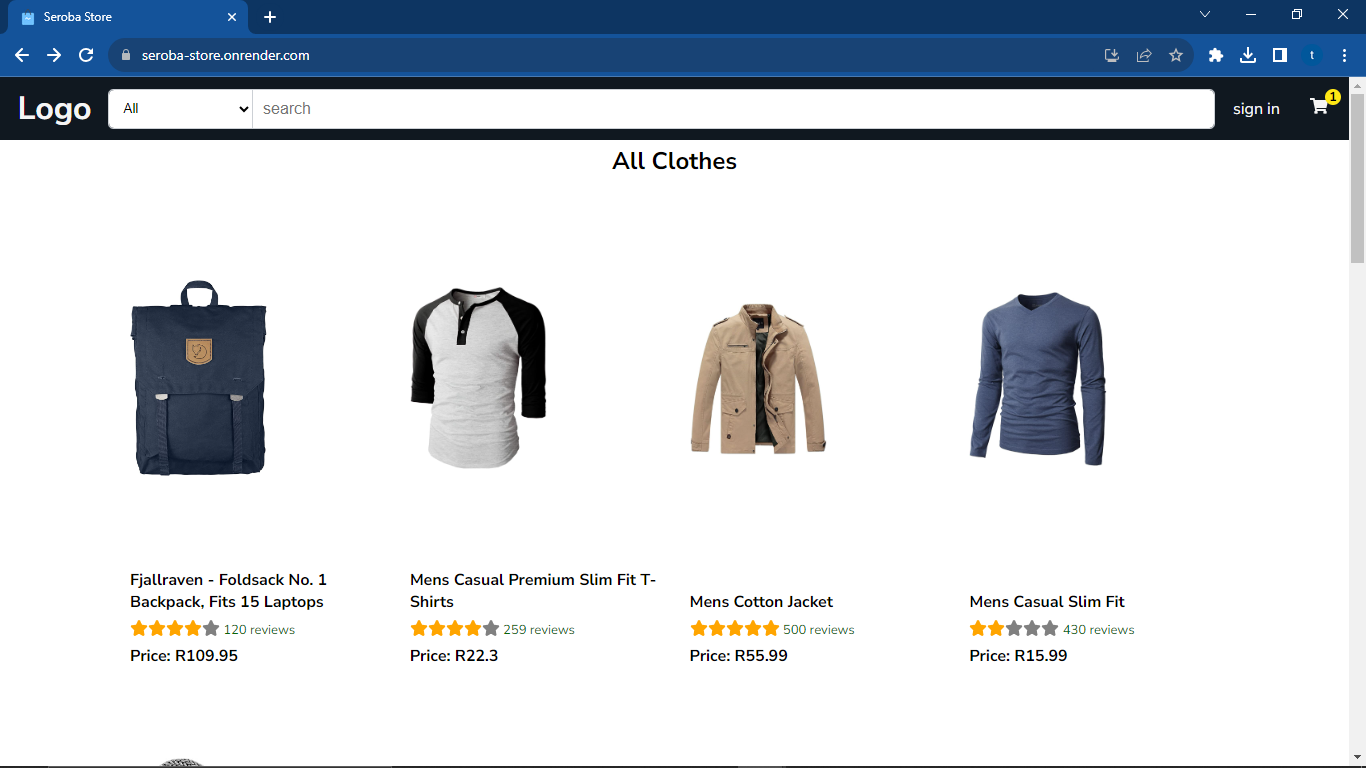 Seroba Store
seroba-store.onrender.com
t
Logo
All
search
sign in
1
All Clothes
Fjallraven - Foldsack No. 1
Backpack, Fits 15 Laptops
120 reviews
Price: R109.95
Mens Casual Premium Slim Fit T-
Shirts
259 reviews
Price: R22.3
Mens Cotton Jacket
500 reviews
Price: R55.99
Mens Casual Slim Fit
430 reviews
Price: R15.99